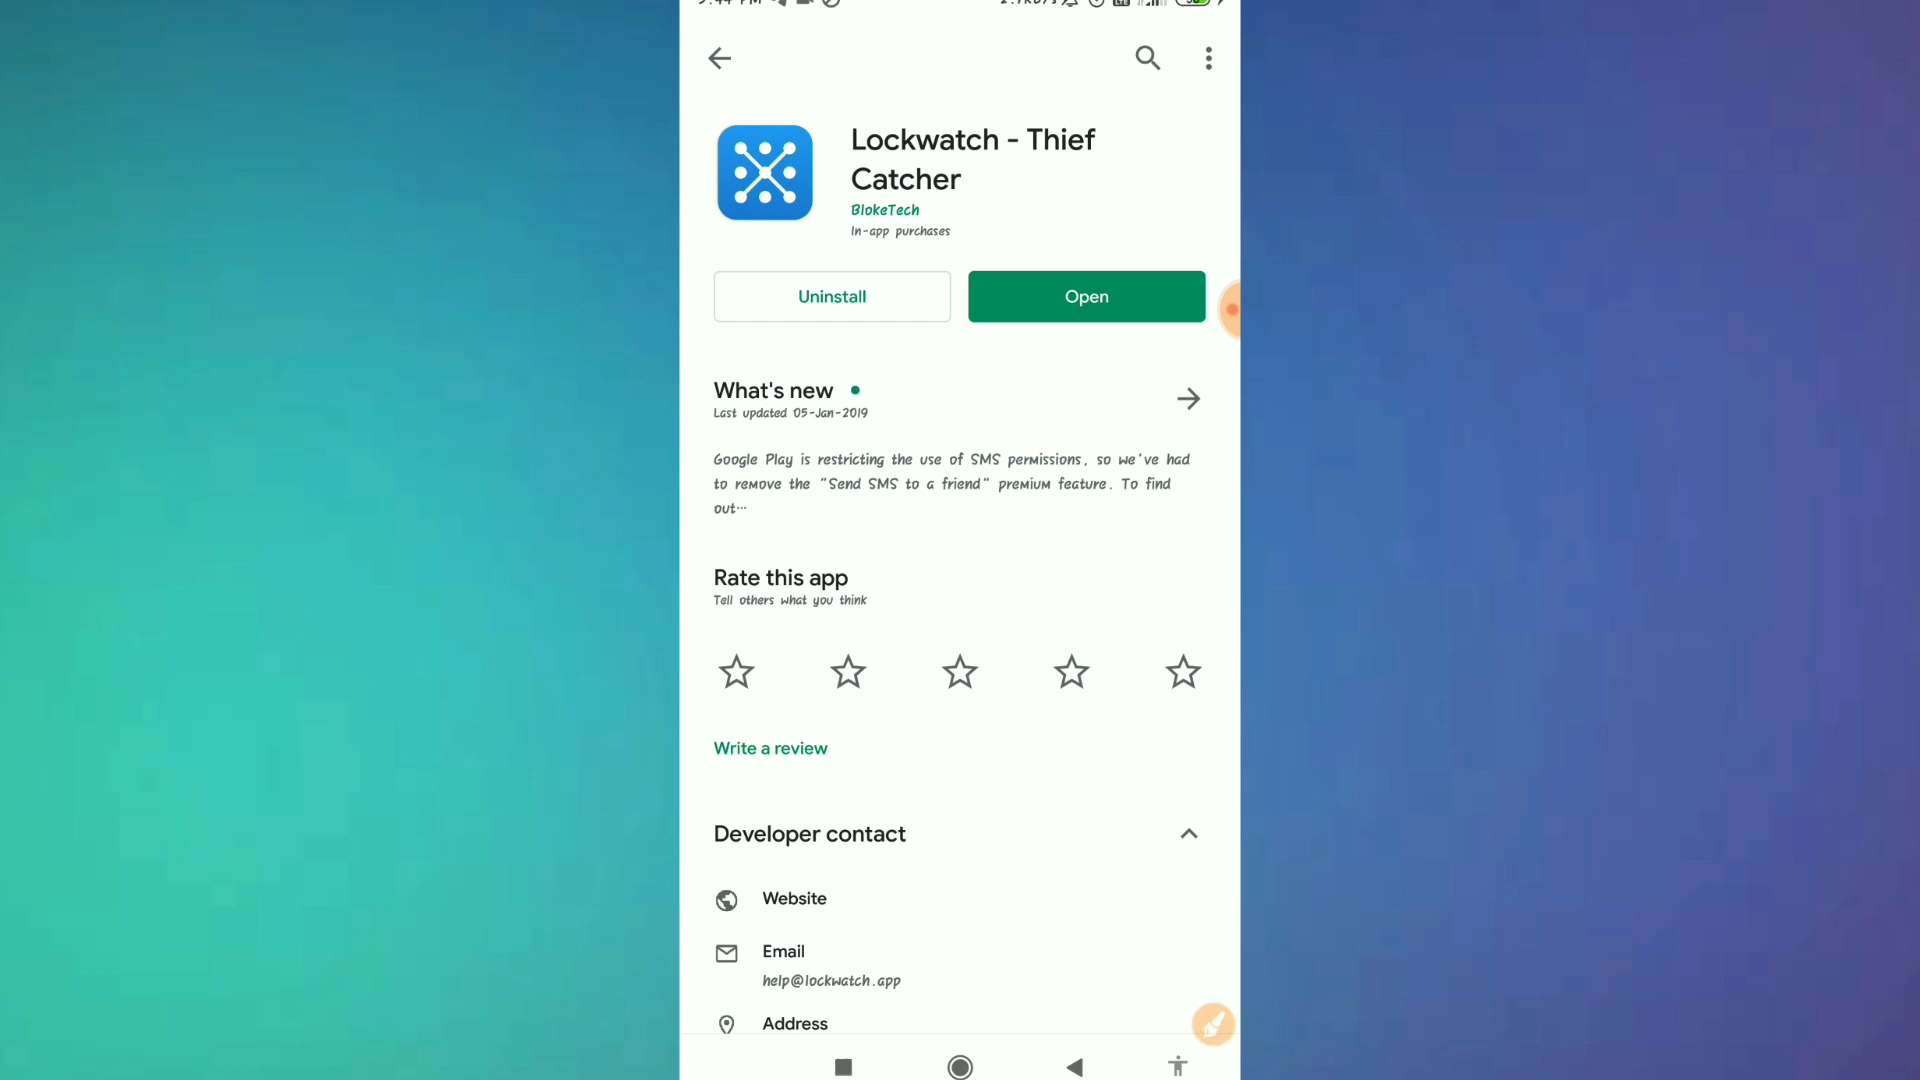 Lockwatch - Thief
Catcher
BlokeTech
In-app purchases
Uninstall
Open
What's new
Last updated 05-Jan-2019
Google Play is restricting the use of SMS permissions, so we've had
to remove the "Send SMS to a friend" premium feature. To find
out…
Rate this app
Tell others what you think
Write a review
Developer contact
Website
Email
help@lockwatch.app
Address